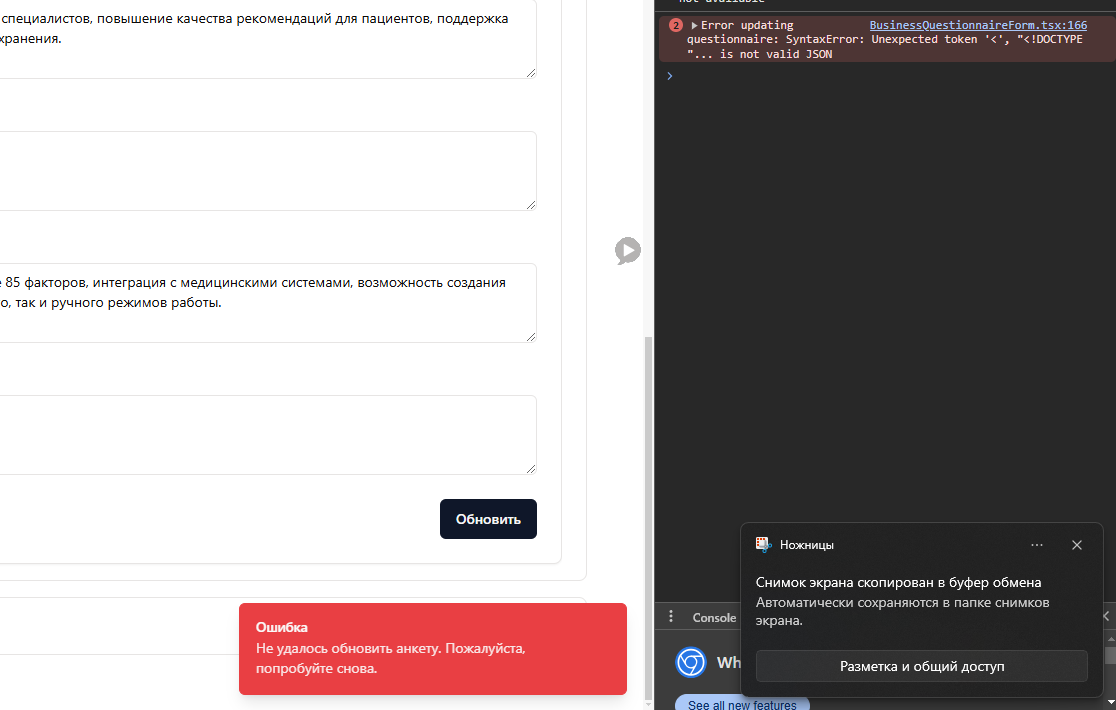 специалистов, повышение качества рекомендаций для пациентов, поддержка
хранения.
е 85 факторов, интеграция с медицинскими системами, возможность создания
о, так и ручного режимов работы.
Обновить
Ошибка
Не удалось обновить анкету. Пожалуйста,
попробуйте снова.
not available
2 Error updating BusinessQuestionnaireForm.tsx:166
questionnaire: SyntaxError: Unexpected token '<', "<!DOCTYPE
"... is not valid JSON
Ножницы
Снимок экрана скопирован в буфер обмена
Автоматически сохраняются в папке снимков
экрана.
Разметка и общий доступ
Console
Wh
See all new features